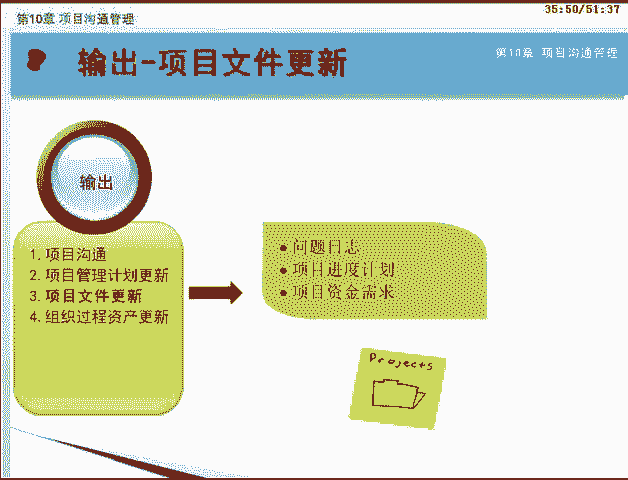 第10章 项目沟通管理
35:50/51:37
输出-项目文件更新
第10章 项目沟通管理
输出
1. 项目沟通
2. 项目管理计划更新
3. 项目文件更新
4. 组织过程资产更新
● 问题日志
● 项目进度计划
● 项目资金需求
Projects